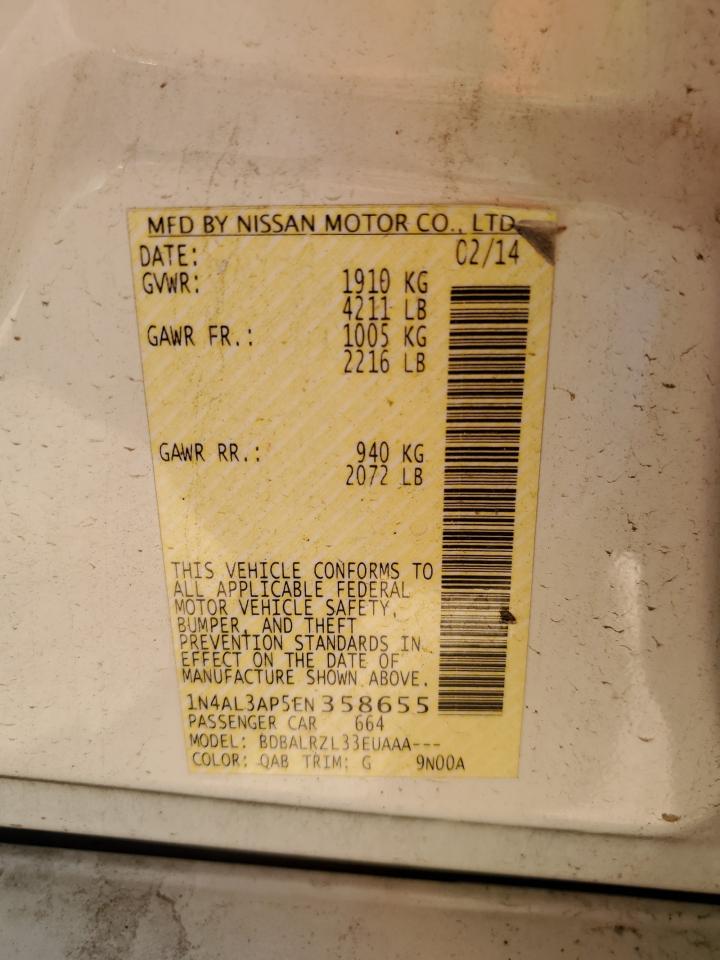 MFD BY NISSAN MOTOR CO., LTD.
DATE: 02/14
GVWR: 1910 KG
4211 LB
GAWR FR.: 1005 KG
2216 LB
GAWR RR.: 940 KG
2072 LB
THIS VEHICLE CONFORMS TO
ALL APPLICABLE FEDERAL
MOTOR VEHICLE SAFETY,
BUMPER, AND THEFT
PREVENTION STANDARDS IN
EFFECT ON THE DATE OF
MANUFACTURE SHOWN ABOVE.
1N4AL3AP5EN358655
PASSENGER CAR 664
MODEL: BDBALRZL33EUAAA---
COLOR: QAB TRIM: G 9N00A